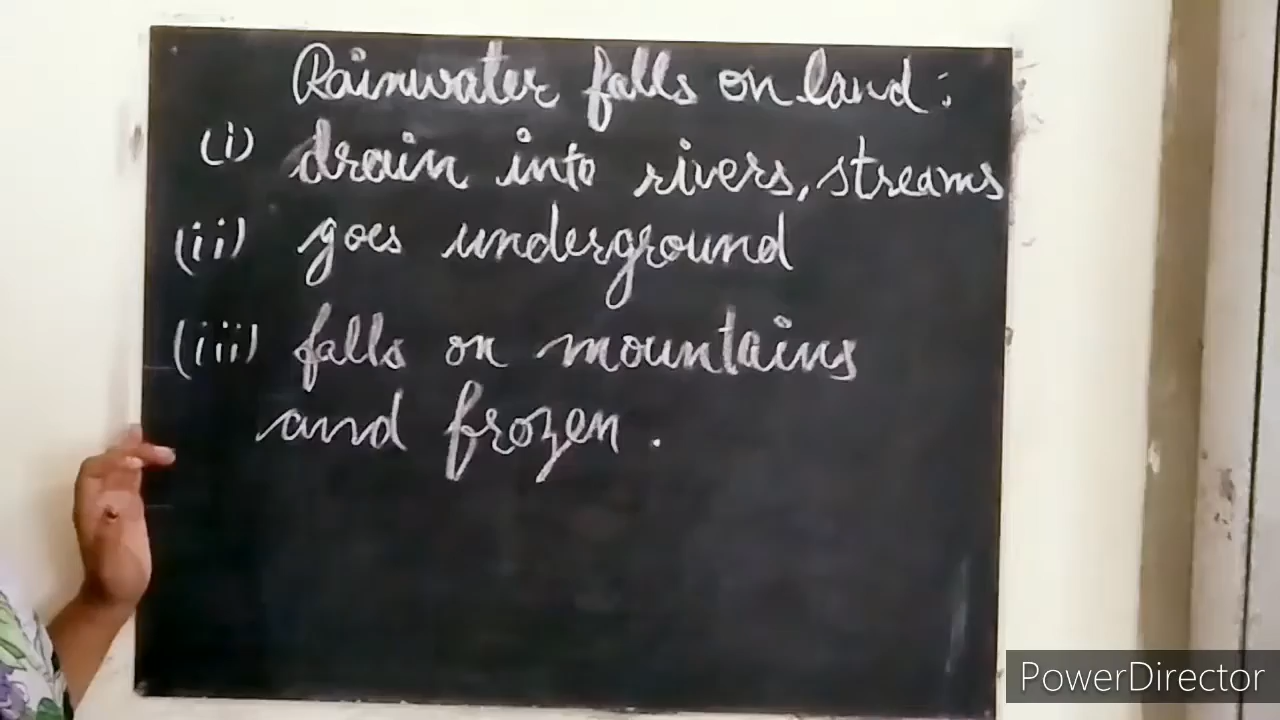 Rainwater falls on land:
(i) drain into rivers, streams
(ii) goes underground
(iii) falls on mountains
and frozen.
PowerDirector